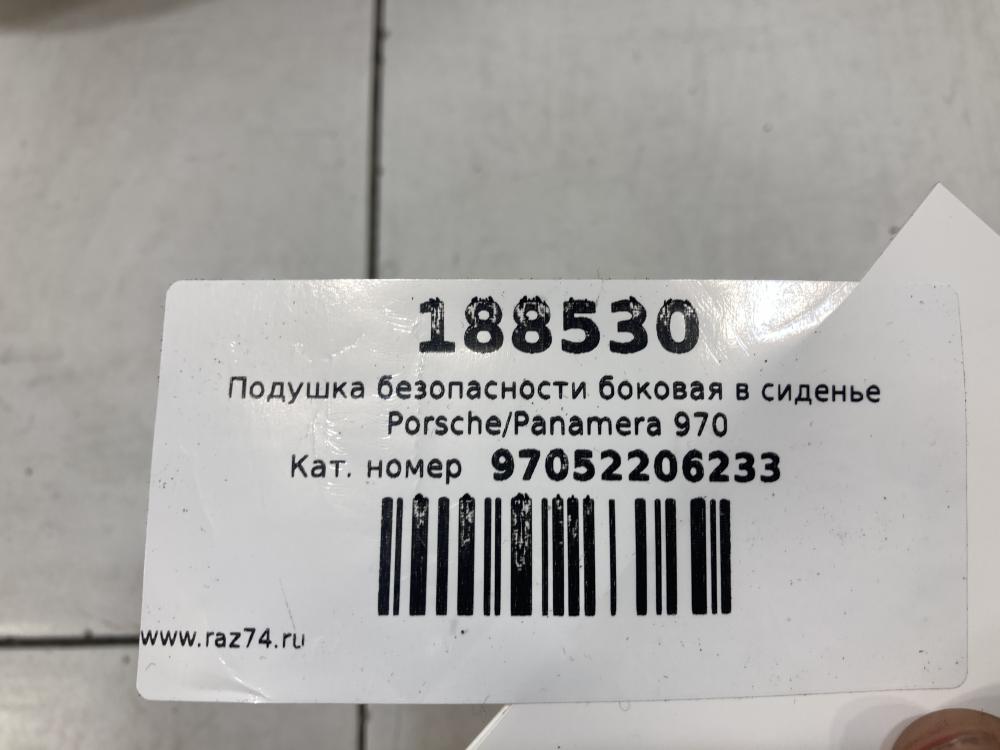 188530
Подушка безопасности боковая в сиденье
Porsche/Panamera 970
Кат. номер 97052206233
www.raz74.ru